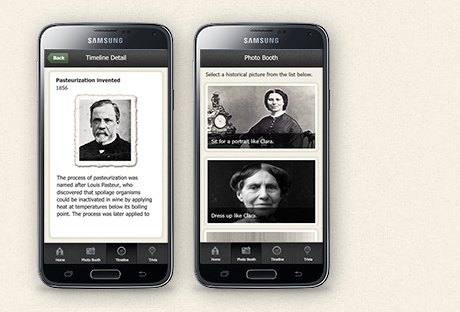 SAMSUNG
Back
Timeline Detail
Pasteurization Invented
1856
The process of pasteurization was
named after Louis Pasteur, who
discovered that spoilage organisms
could be inactivated in wine by applying
heat at temperatures below its boiling
point. The process was later applied to
Home
Photo Booth
Timeline
Trivia
SAMSUNG
Photo Booth
Select a historical picture from the list below.
Sit for a portrait like Clara.
Dress up like Clara.
Home
Photo Booth
Timeline
Trivia